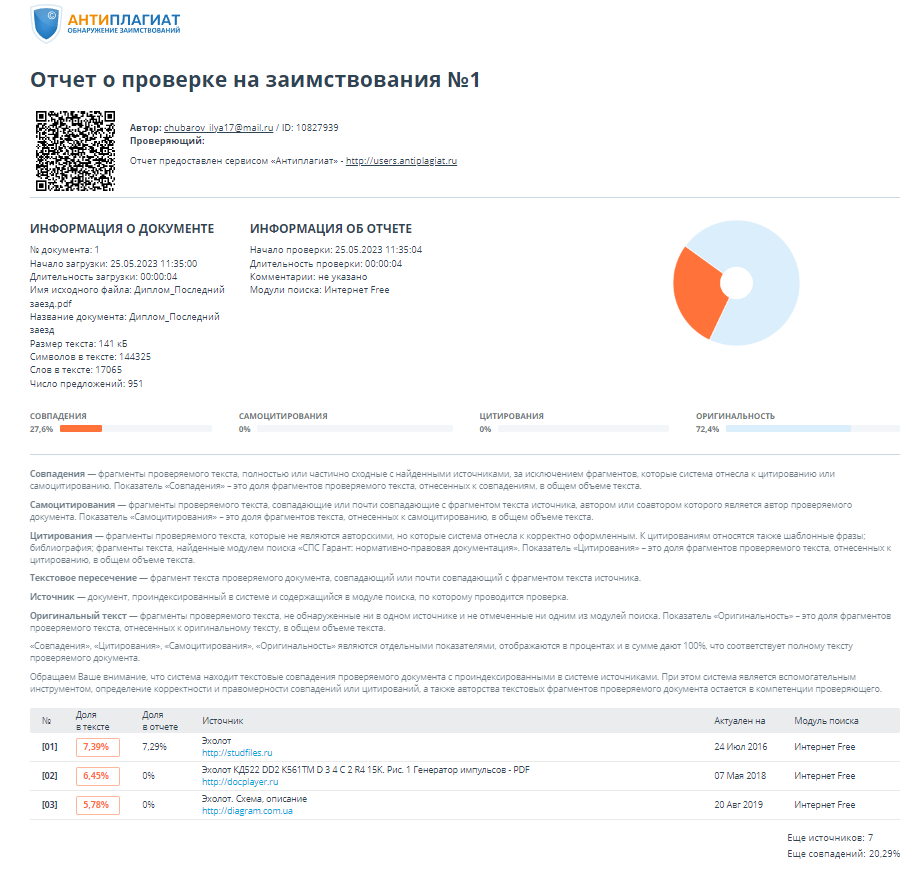 ©
АНТИПЛАГИАТ
ОБНАРУЖЕНИЕ ЗАИМСТВОВАНИЙ
Отчет о проверке на заимствования №1
Автор: chubarov_ilya17@mail.ru / ID: 10827939
Проверяющий:
Отчет предоставлен сервисом «Антиплагиат» - http://users.antiplagiat.ru
ИНФОРМАЦИЯ О ДОКУМЕНТЕ
№ документа: 1
Начало загрузки: 25.05.2023 11:35:00
Длительность загрузки: 00:00:04
Имя исходного файла: Диплом_Последний
заезд.pdf
Название документа: Диплом_Последний
заезд
Размер текста: 141 кБ
Символов в тексте: 144325
Слов в тексте: 17065
Число предложений: 951
ИНФОРМАЦИЯ ОБ ОТЧЕТЕ
Начало проверки: 25.05.2023 11:35:04
Длительность проверки: 00:00:04
Комментарии: не указано
Модули поиска: Интернет Free
СОВПАДЕНИЯ
27,6%
САМОЦИТИРОВАНИЯ
0%
ЦИТИРОВАНИЯ
0%
ОРИГИНАЛЬНОСТЬ
72,4%
Совпадения — фрагменты проверяемого текста, полностью или частично сходные с найденными источниками, за исключением фрагментов, которые система отнесла к цитированию или
самоцитированию. Показатель «Совпадения» – это доля фрагментов проверяемого текста, отнесенных к совпадениям, в общем объеме текста.
Самоцитирования — фрагменты проверяемого текста, совпадающие или почти совпадающие с фрагментом текста источника, автором или соавтором которого является автор проверяемого
документа. Показатель «Самоцитирования» – это доля фрагментов текста, отнесенных к самоцитированию, в общем объеме текста.
Цитирования — фрагменты проверяемого текста, которые не являются авторскими, но которые система отнесла к корректно оформленным. К цитированиям относятся также шаблонные фразы;
библиография; фрагменты текста, найденные модулем поиска «СПС Гарант: нормативно-правовая документация». Показатель «Цитирования» – это доля фрагментов проверяемого текста, отнесенных к
цитированию, в общем объеме текста.
Текстовое пересечение — фрагмент текста проверяемого документа, совпадающий или почти совпадающий с фрагментом текста источника.
Источник — документ, проиндексированный в системе и содержащийся в модуле поиска, по которому проводится проверка.
Оригинальный текст — фрагменты проверяемого текста, не обнаруженные ни в одном источнике и не отмеченные ни одним из модулей поиска. Показатель «Оригинальность» – это доля фрагментов
проверяемого текста, отнесенных к оригинальному тексту, в общем объеме текста.
«Совпадения», «Цитирования», «Самоцитирования», «Оригинальность» являются отдельными показателями, отображаются в процентах и в сумме дают 100%, что соответствует полному тексту
проверяемого документа.
Обращаем Ваше внимание, что система находит текстовые совпадения проверяемого документа с проиндексированными в системе источниками. При этом система является вспомогательным
инструментом, определение корректности и правомерности совпадений или цитирований, а также авторства текстовых фрагментов проверяемого документа остается в компетенции проверяющего.
№ Доля в тексте Доля в отчете Источник Актуален на Модуль поиска
[01] 7,39% 7,29% Эхолот 24 Июл 2016 Интернет Free
http://studfiles.ru
[02] 6,45% 0% Эхолот КД522 DD2 К561ТМ D 3 4 C 2 R4 15К. Рис. 1 Генератор импульсов - PDF 07 Мая 2018 Интернет Free
http://docplayer.ru
[03] 5,78% 0% Эхолот. Схема, описание 20 Авг 2019 Интернет Free
http://diagram.com.ua
Еще источников: 7
Еще совпадений: 20,29%